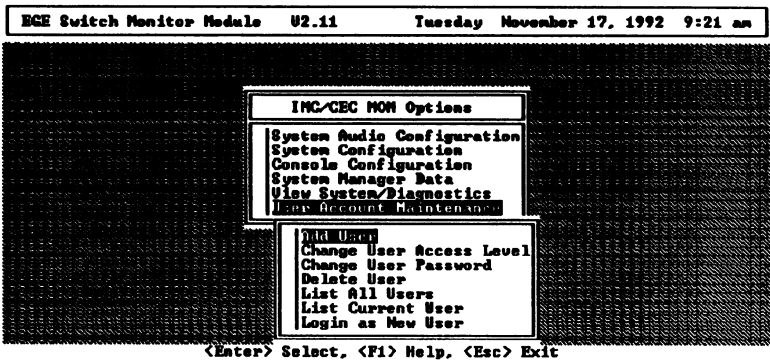 EGE Switch Monitor Module V2.11 Tuesday November 17, 1992 9:21 am
IMC/CEC MOM Options
System Audio Configuration
System Configuration
Console Configuration
System Manager Data
View System/Diagnostics
User Account Maintenance
Add User
Change User Access Level
Change User Password
Delete User
List All Users
List Current User
Login as New User
<Enter> Select, <F1> Help, <Esc> Exit